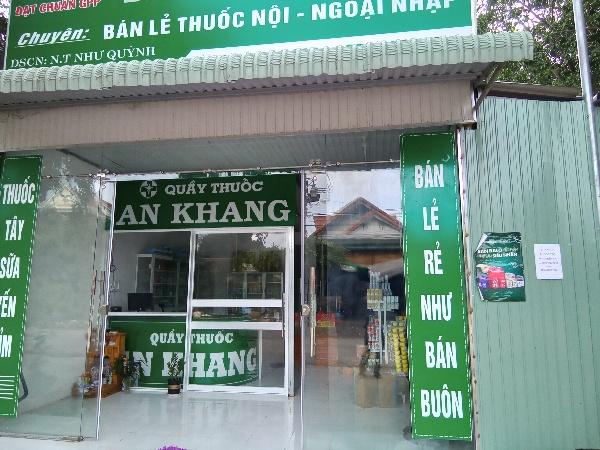 ĐẠT CHUẨN GPP
Chuyên: BÁN LẺ THUỐC NỘI - NGOẠI NHẬP
DSCN: N.T NHƯ QUỲNH
THUỐC
TÂY
SỮA
YẾN
QUẦY THUỐC
AN KHANG
QUẦY THUỐC
AN KHANG
BÁN
LẺ
RẺ
NHƯ
BÁN
BUÔN